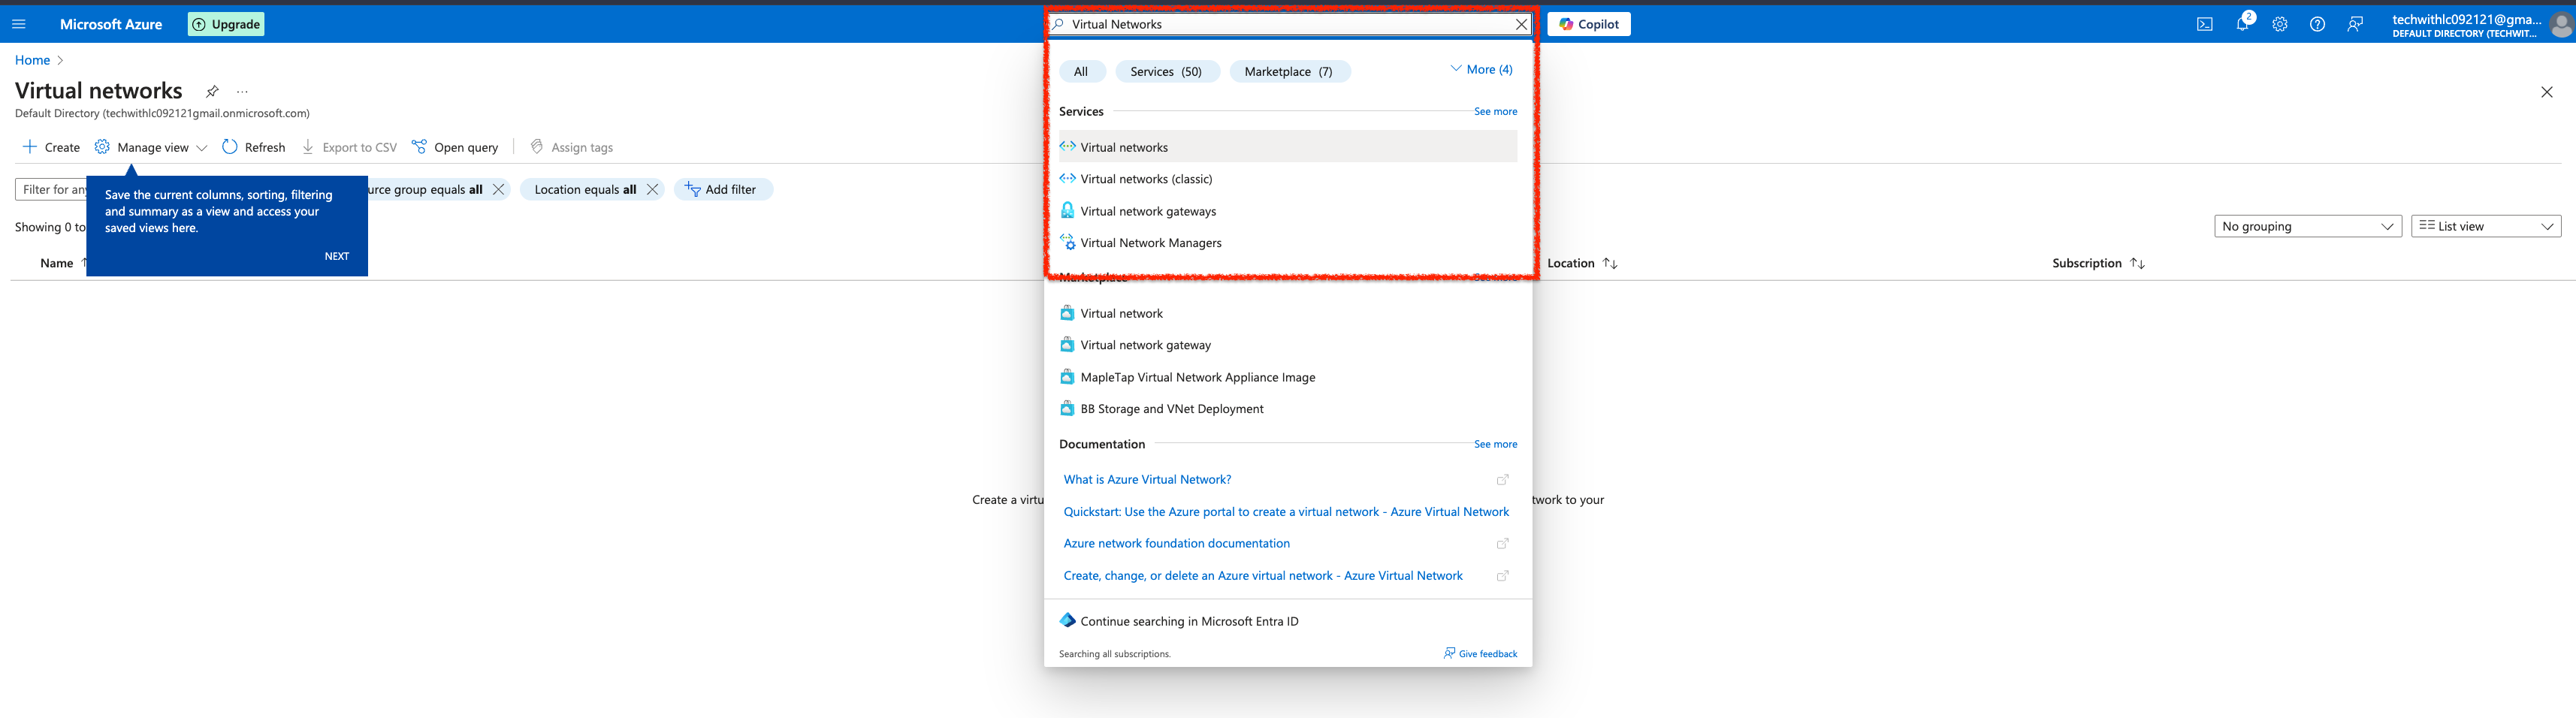 Microsoft Azure
Upgrade
Virtual Networks
Copilot
2
techwithlc092121@gma...
DEFAULT DIRECTORY (TECHWIT...
Home
Virtual networks
...
Default Directory (techwithlc092121gmail.onmicrosoft.com)
Create
Manage view
Refresh
Export to CSV
Open query
Assign tags
Filter for any
urce group equals all
Location equals all
Add filter
Save the current columns, sorting, filtering
and summary as a view and access your
saved views here.
NEXT
Showing 0 to
No grouping
List view
Name
Location
Subscription
All
Services (50)
Marketplace (7)
More (4)
Services
See more
Virtual networks
Virtual networks (classic)
Virtual network gateways
Virtual Network Managers
Marketplace
See more
Virtual network
Virtual network gateway
MapleTap Virtual Network Appliance Image
BB Storage and VNet Deployment
Documentation
See more
What is Azure Virtual Network?
Quickstart: Use the Azure portal to create a virtual network - Azure Virtual Network
Azure network foundation documentation
Create, change, or delete an Azure virtual network - Azure Virtual Network
Continue searching in Microsoft Entra ID
Searching all subscriptions.
Give feedback
Create a virtu
twork to your